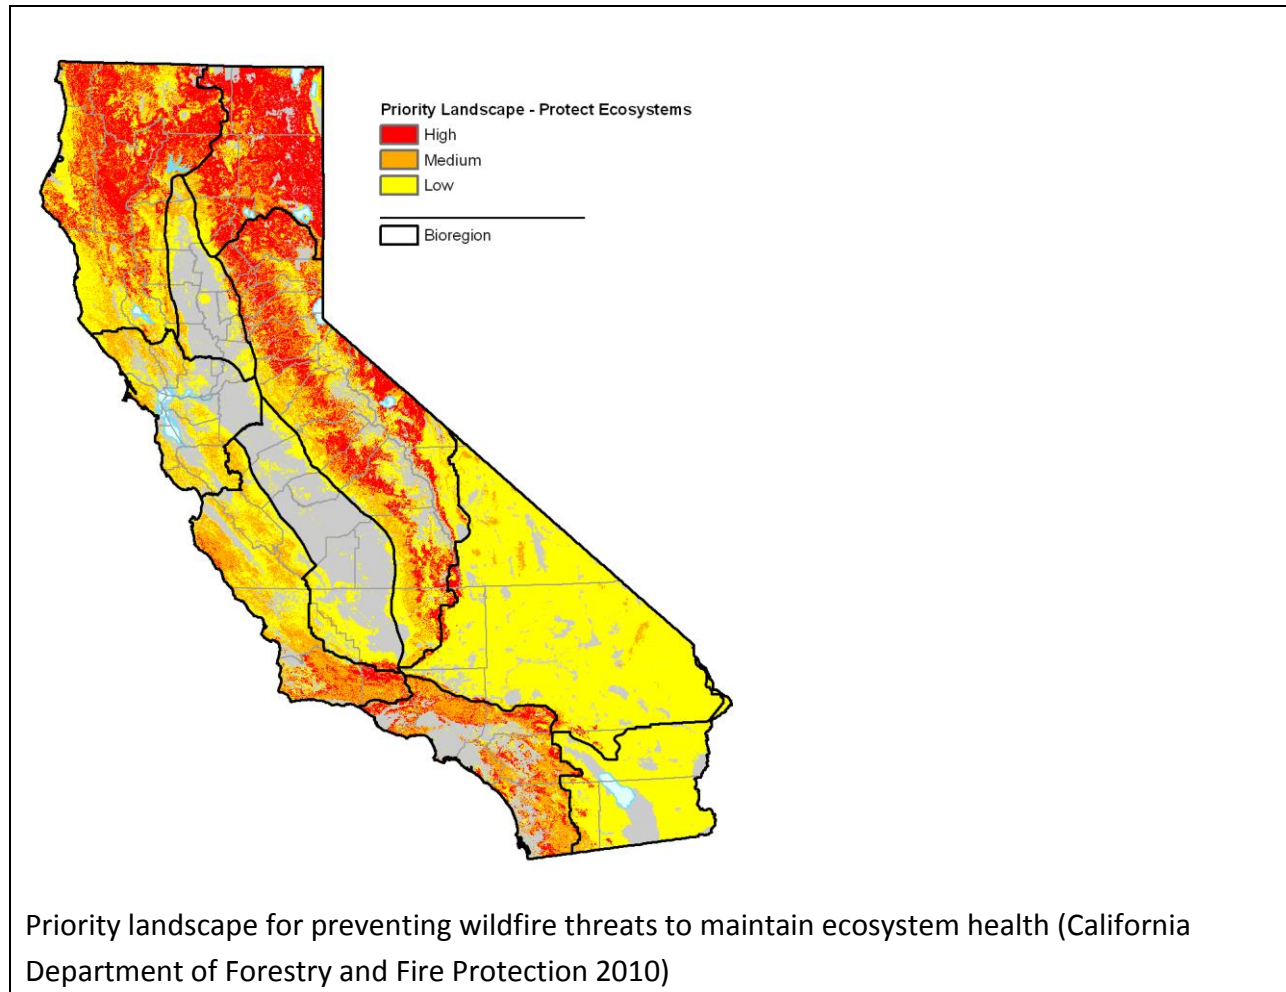 Priority Landscape - Protect Ecosystems
High
Medium
Low
Bioregion
Priority landscape for preventing wildfire threats to maintain ecosystem health (California
Department of Forestry and Fire Protection 2010)